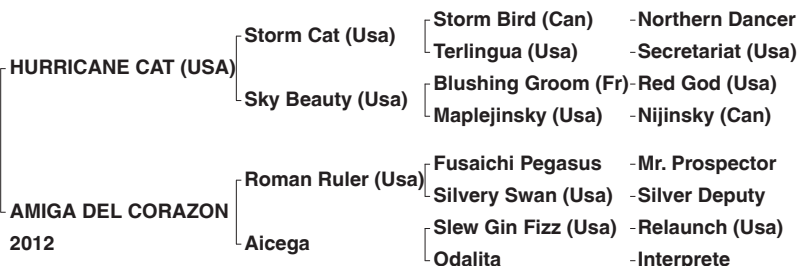 Storm Bird (Can) - Northern Dancer
Storm Cat (Usa)
Terlingua (Usa) - Secretariat (Usa)
HURRICANE CAT (USA)
Blushing Groom (Fr) - Red God (Usa)
Sky Beauty (Usa)
Maplejinsky (Usa) - Nijinsky (Can)
Fusaichi Pegasus - Mr. Prospector
Roman Ruler (Usa)
Silvery Swan (Usa) - Silver Deputy
AMIGA DEL CORAZON
Slew Gin Fizz (Usa) - Relaunch (Usa)
2012
Aicega
Odalita - Interprete